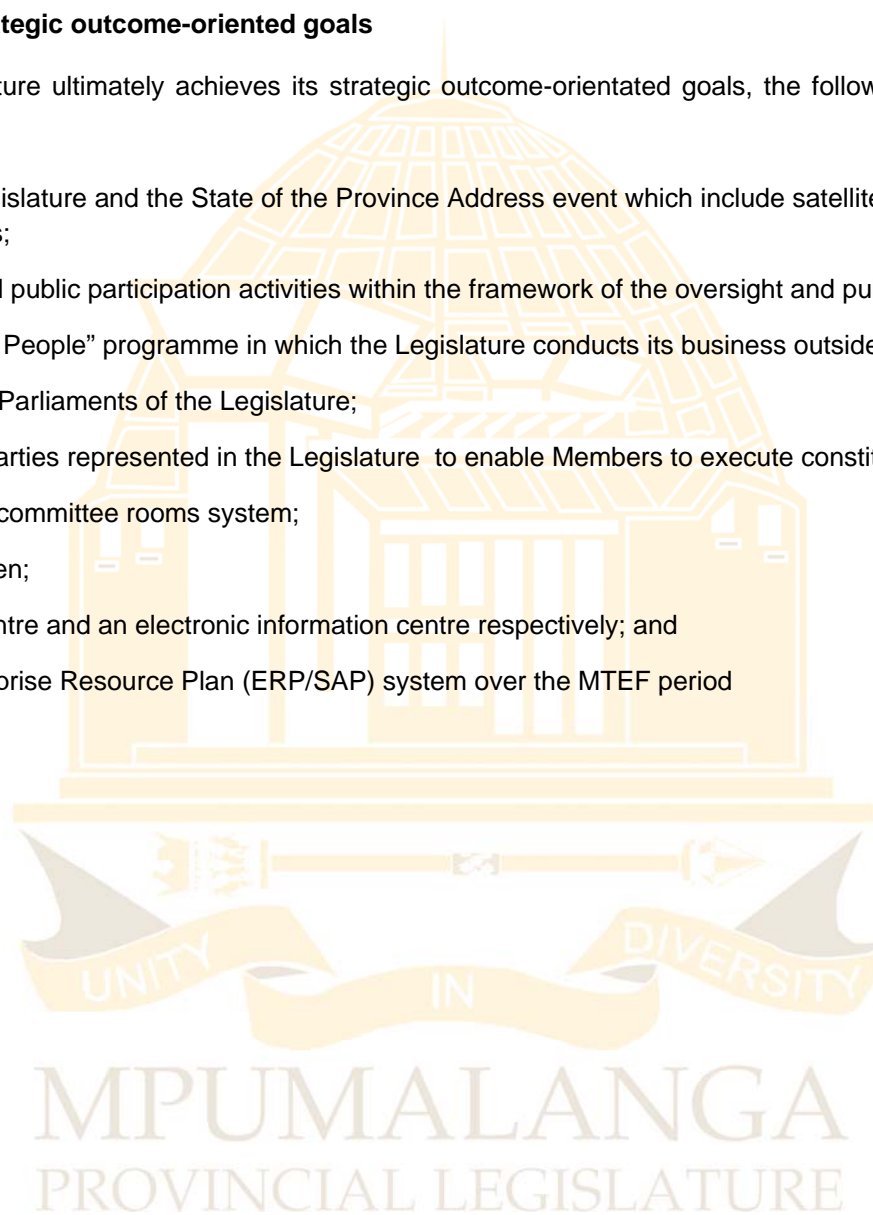 tegic outcome-oriented goals
ture ultimately achieves its strategic outcome-orientated goals, the follow
islature and the State of the Province Address event which include satellite
s;
l public participation activities within the framework of the oversight and pu
People” programme in which the Legislature conducts its business outside
Parliaments of the Legislature;
arties represented in the Legislature to enable Members to execute constit
committee rooms system;
en;
ntre and an electronic information centre respectively; and
orise Resource Plan (ERP/SAP) system over the MTEF period
UNITY IN DIVERSITY
MPUMALANGA
PROVINCIAL LEGISLATURE